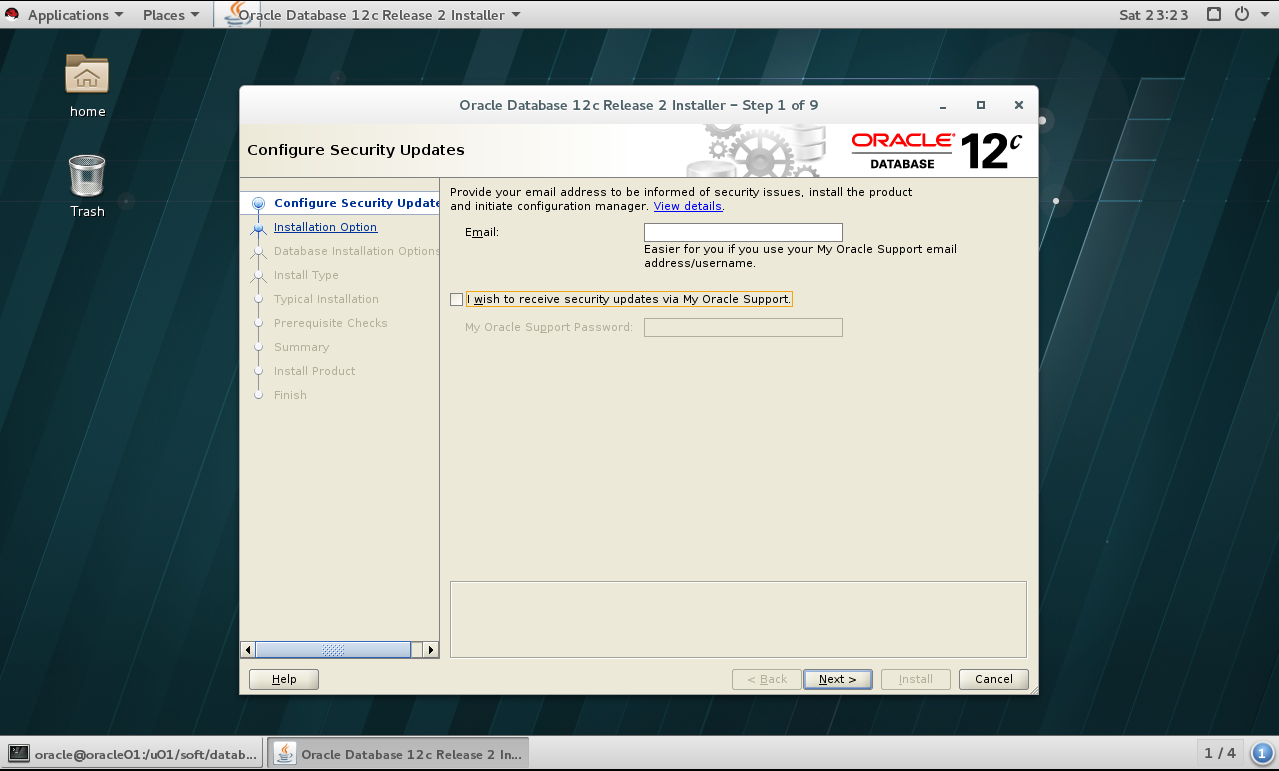 Applications Places Oracle Database 12c Release 2 Installer Sat 23:23
home
Trash
Oracle Database 12c Release 2 Installer – Step 1 of 9
Configure Security Updates
ORACLE
DATABASE 12c
Configure Security Update
Installation Option
Database Installation Options
Install Type
Typical Installation
Prerequisite Checks
Summary
Install Product
Finish
Provide your email address to be informed of security issues, install the product
and initiate configuration manager. View details.
Email:
Easier for you if you use your My Oracle Support email
address/username.
I wish to receive security updates via My Oracle Support.
My Oracle Support Password:
Help < Back Next > Install Cancel
oracle@oracle01:/u01/soft/datab... Oracle Database 12c Release 2 In... 1 / 4 1